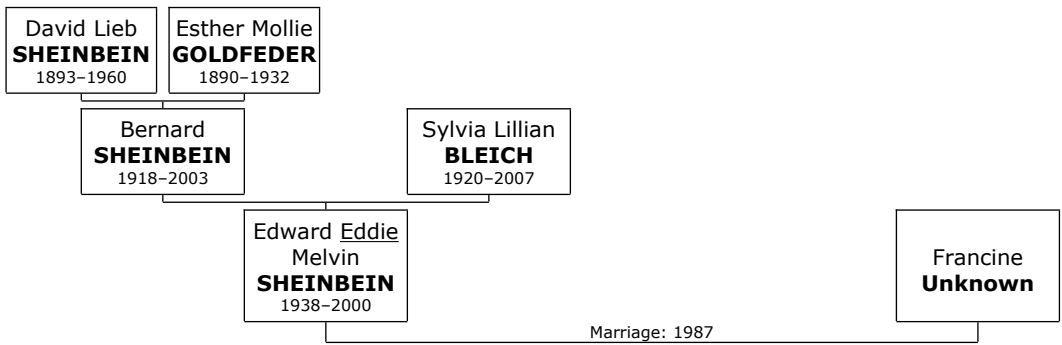 David Lieb
SHEINBEIN
1893–1960
Esther Mollie
GOLDFEDER
1890–1932
Bernard
SHEINBEIN
1918–2003
Sylvia Lillian
BLEICH
1920–2007
Edward Eddie
Melvin
SHEINBEIN
1938–2000
Francine
Unknown
Marriage: 1987